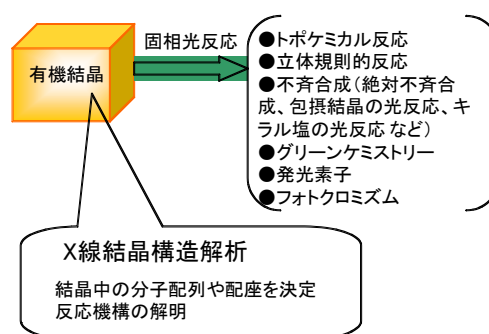 固相光反応
有機結晶
●トポケミカル反応
●立体規則的反応
●不斉合成(絶対不斉合
成、包摂結晶の光反応、キ
ラル塩の光反応 など)
●グリーンケミストリー
●発光素子
●フォトクロミズム
X線結晶構造解析
結晶中の分子配列や配座を決定
反応機構の解明